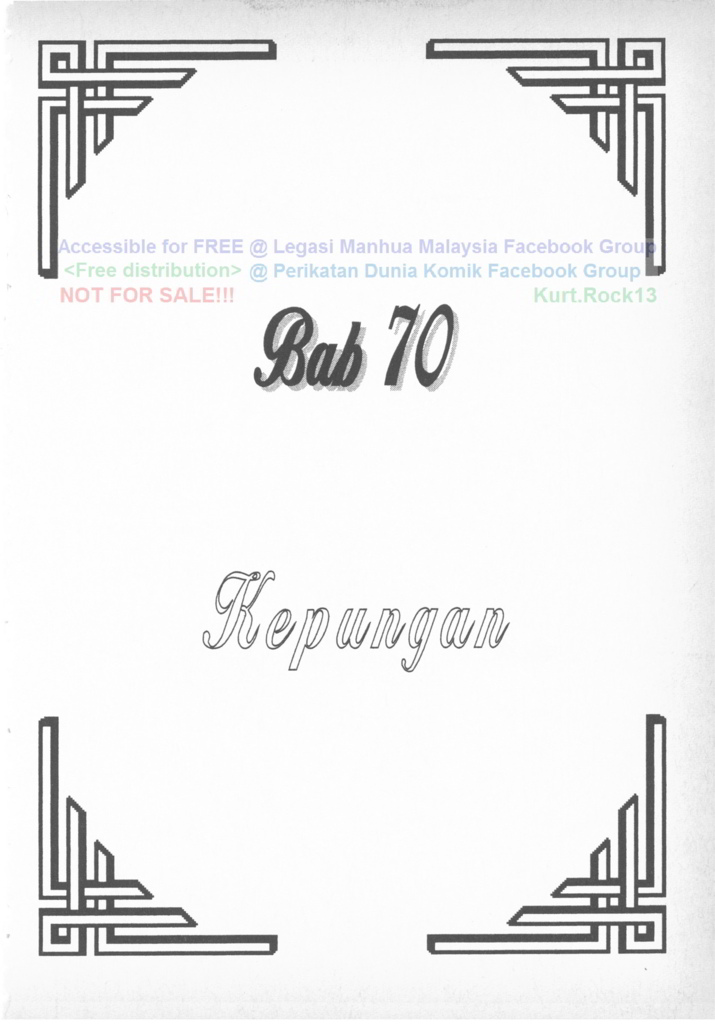 Accessible for FREE @ Legasi Manhua Malaysia Facebook Group
<Free distribution> @ Perikatan Dunia Komik Facebook Group
NOT FOR SALE!!! Kurt.Rock13
Bab 70
Kepungan